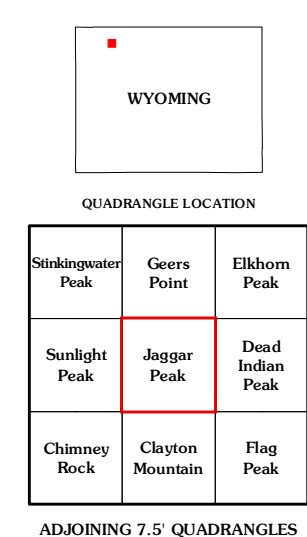 WYOMING
QUADRANGLE LOCATION
Stinkingwater
Peak
Geers
Point
Elkhorn
Peak
Sunlight
Peak
Jaggar
Peak
Dead
Indian
Peak
Chimney
Rock
Clayton
Mountain
Flag
Peak
ADJOINING 7.5' QUADRANGLES